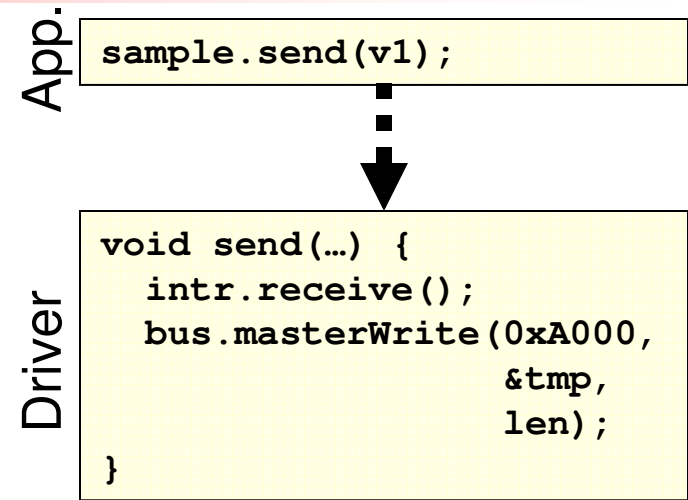 App.
sample.send(v1);
Driver
void send(…) {
  intr.receive();
  bus.masterWrite(0xA000,
                  &tmp,
                  len);
}